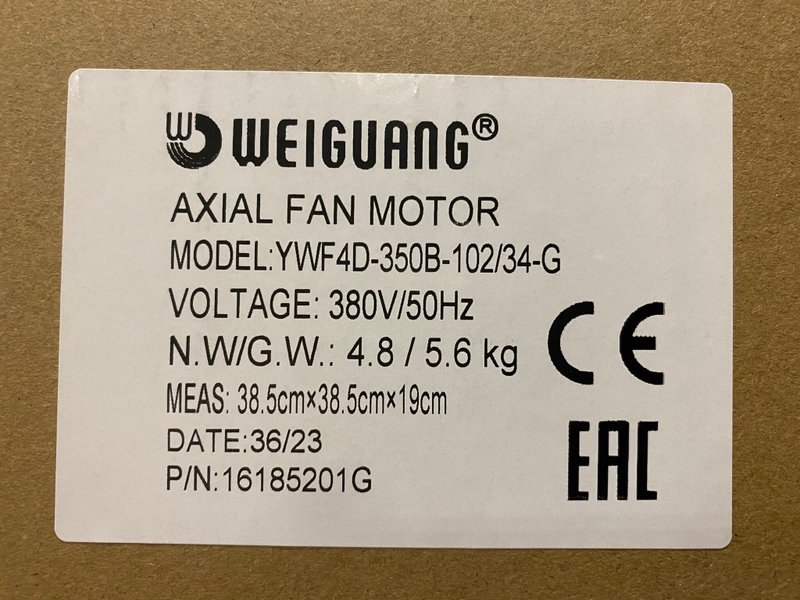 WEIGUANG®
AXIAL FAN MOTOR
MODEL:YWF4D-350B-102/34-G
VOLTAGE: 380V/50Hz
N.W/G.W.: 4.8 / 5.6 kg
MEAS: 38.5cm×38.5cm×19cm
DATE:36/23
P/N:16185201G
CE
EAC